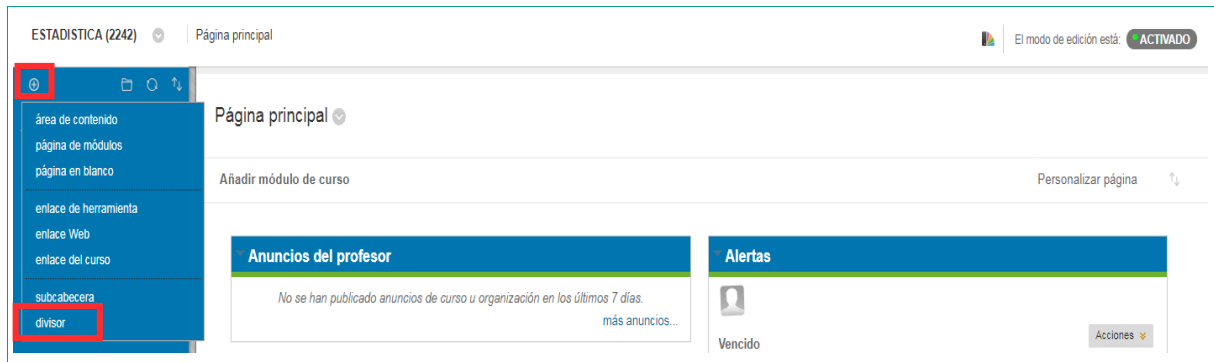 ESTADISTICA (2242) Página principal El modo de edición está: ACTIVADO
área de contenido
página de módulos
página en blanco
enlace de herramienta
enlace Web
enlace del curso
subcabecera
divisor
Página principal
Añadir módulo de curso Personalizar página
Anuncios del profesor
No se han publicado anuncios de curso u organización en los últimos 7 días.
más anuncios...
Alertas
Vencido
Acciones